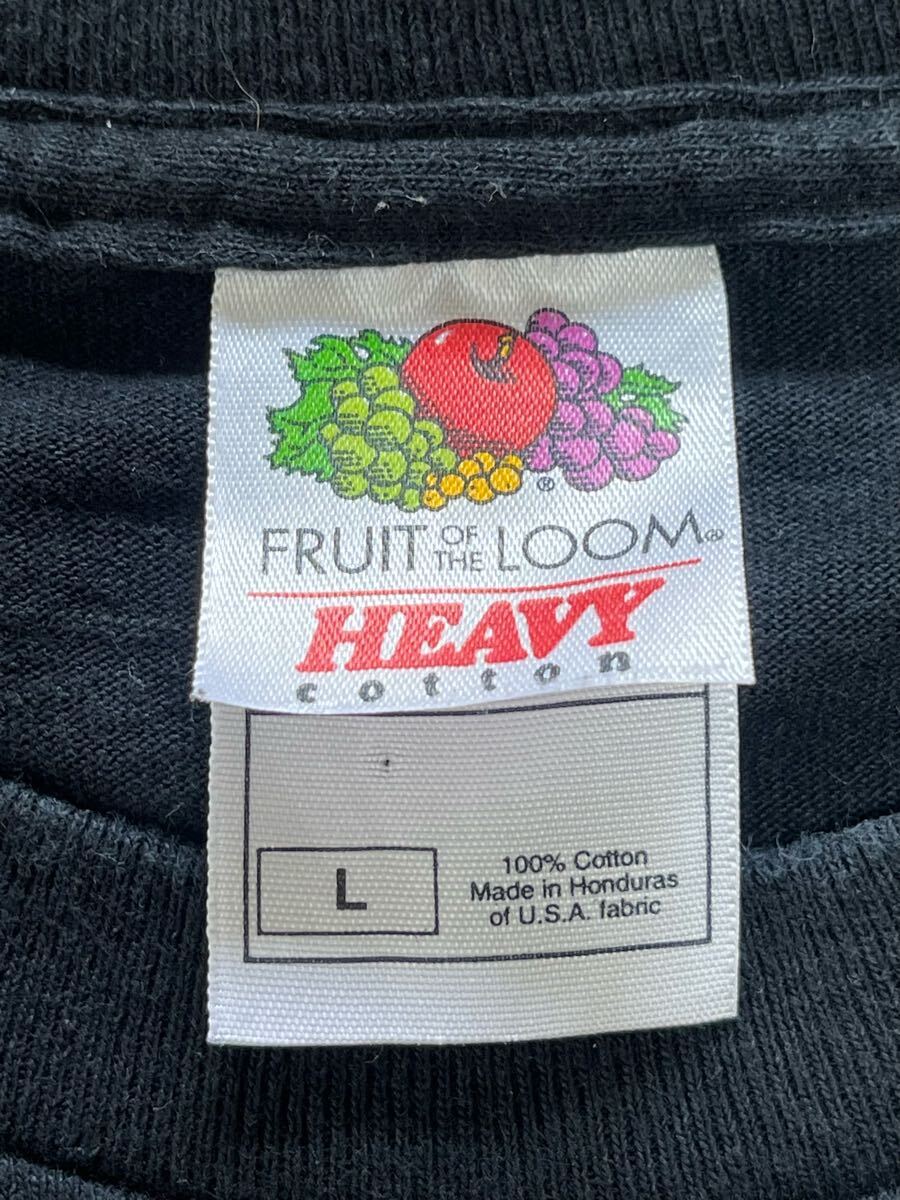 ®
FRUIT OF THE LOOM®
HEAVY
cotton
L
100% Cotton
Made in Honduras
of U.S.A. fabric